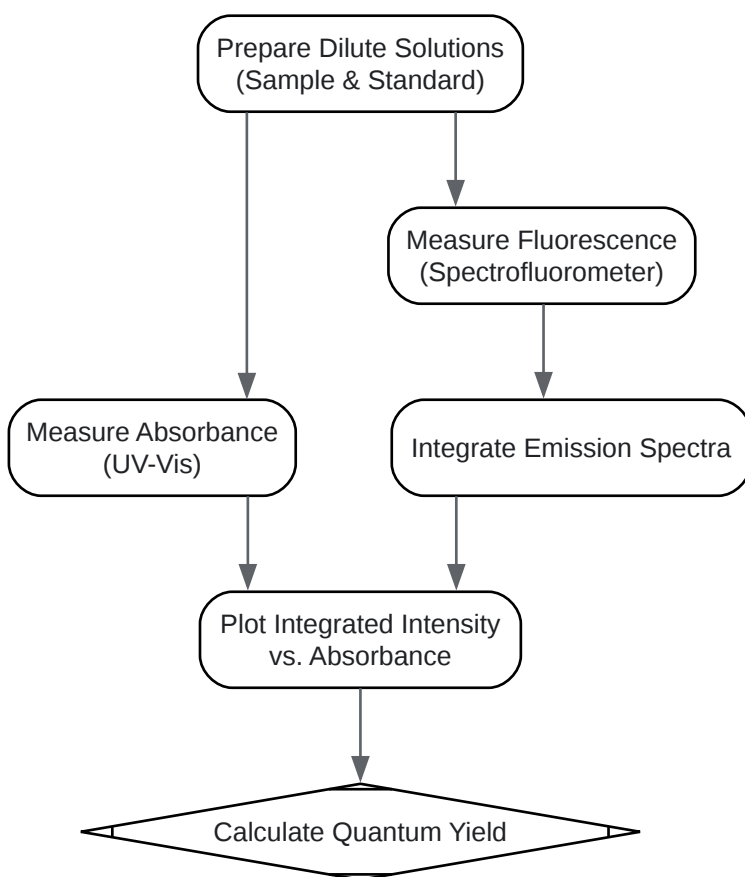 Prepare Dilute Solutions
(Sample & Standard)
Measure Fluorescence
(Spectrofluorometer)
Measure Absorbance
(UV-Vis)
Integrate Emission Spectra
Plot Integrated Intensity
vs. Absorbance
Calculate Quantum Yield